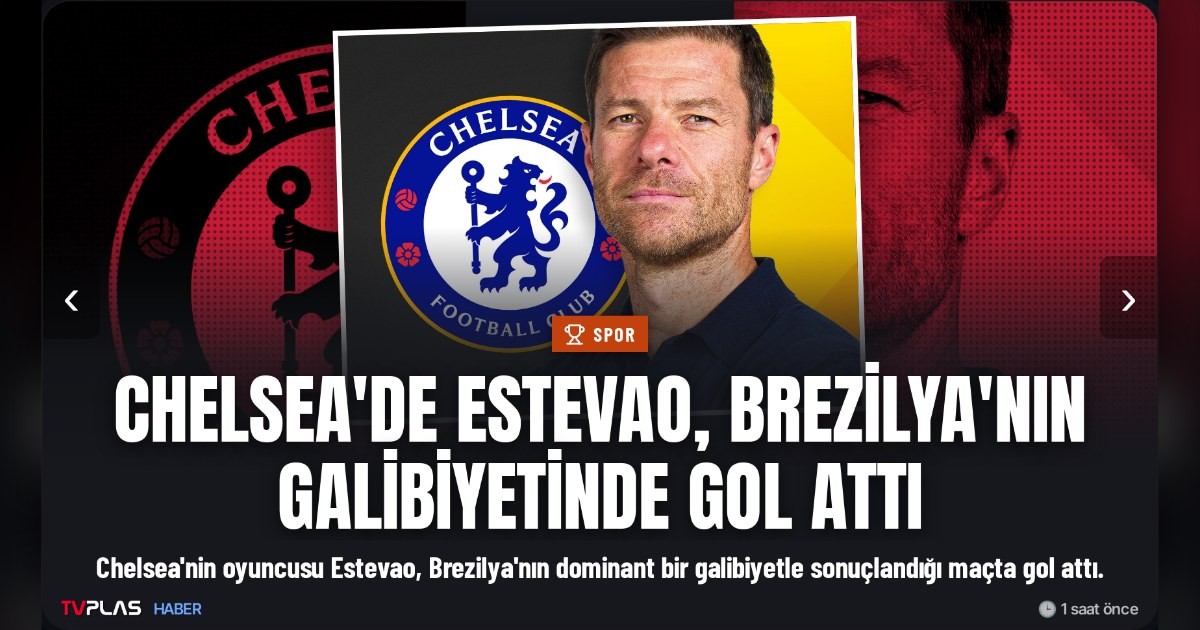 CHE
CHELSEA
FOOTBALL CLUB
SPOR
CHELSEA'DE ESTEVAO, BREZİLYA'NIN
GALİBİYETİNDE GOL ATTI
Chelsea'nin oyuncusu Estevao, Brezilya'nın dominant bir galibiyetle sonuçlandığı maçta gol attı.
TVPLAS HABER
1 saat önce